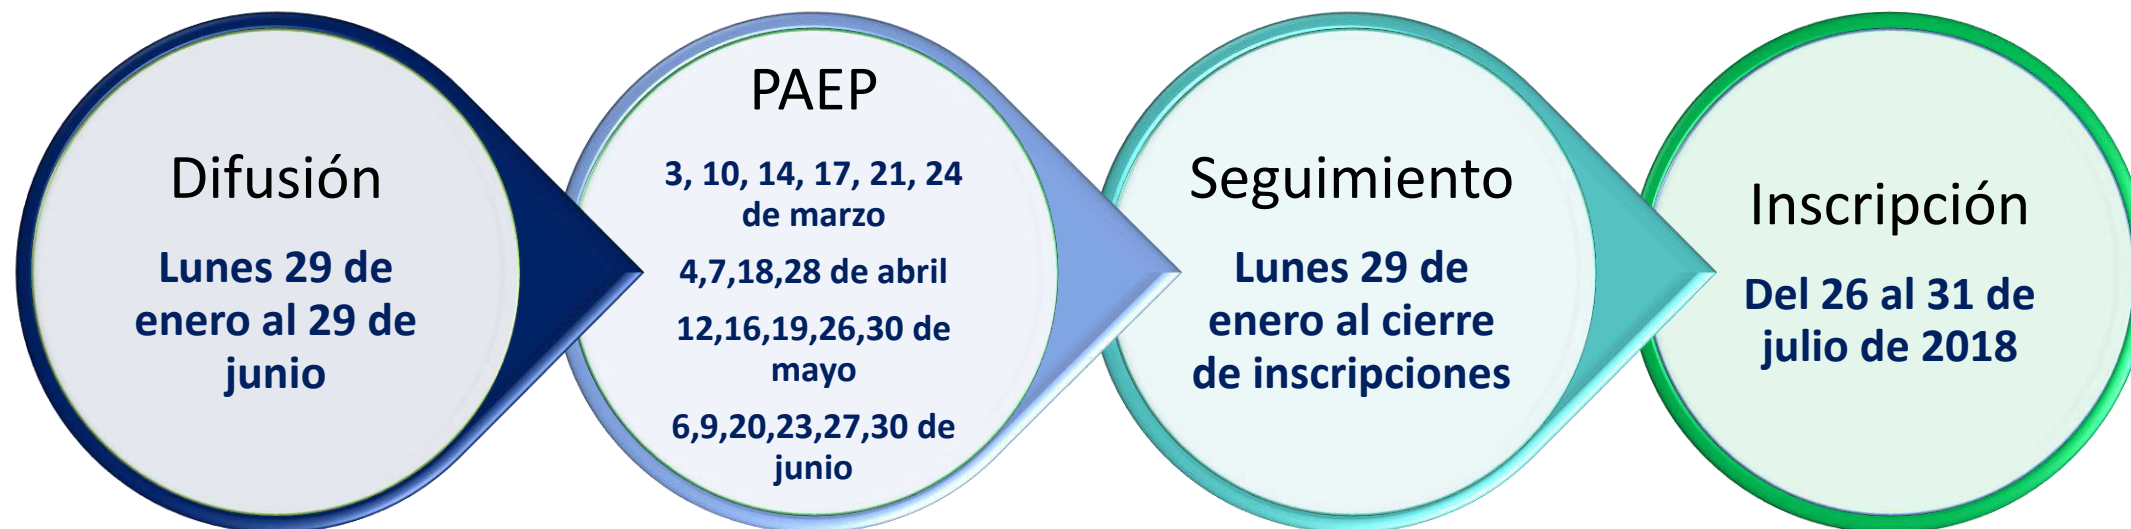 Difusión
Lunes 29 de
enero al 29 de
junio
PAEP
3, 10, 14, 17, 21, 24
de marzo
4,7,18,28 de abril
12,16,19,26,30 de
mayo
6,9,20,23,27,30 de
junio
Seguimiento
Lunes 29 de
enero al cierre
de inscripciones
Inscripción
Del 26 al 31 de
julio de 2018